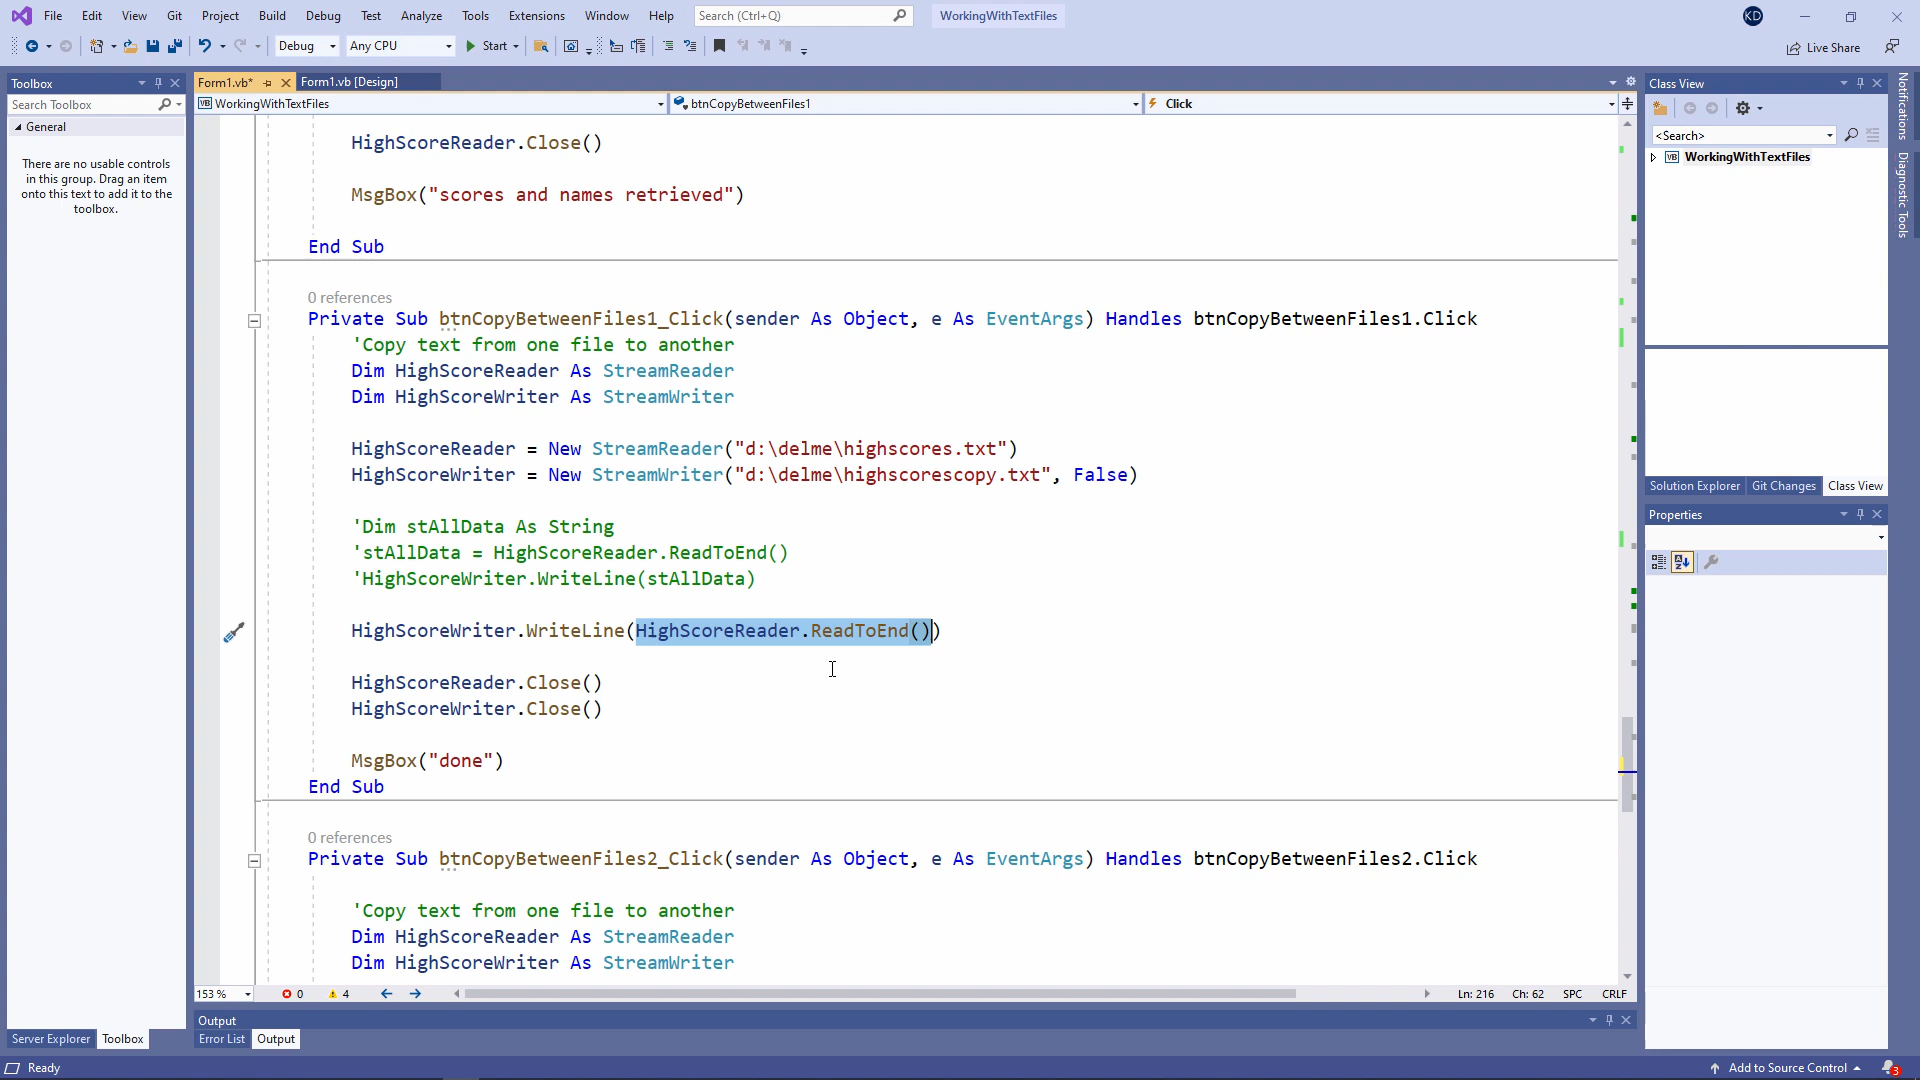 File Edit View Git Project Build Debug Test Analyze Tools Extensions Window Help Search (Ctrl+Q) WorkingWithTextFiles KD
Debug Any CPU Start Live Share
Toolbox
Search Toolbox
General
There are no usable controls
in this group. Drag an item
onto this text to add it to the
toolbox.
Server Explorer Toolbox
Form1.vb* Form1.vb [Design]
WorkingWithTextFiles btnCopyBetweenFiles1 Click
HighScoreReader.Close()
MsgBox("scores and names retrieved")
End Sub
0 references
Private Sub btnCopyBetweenFiles1_Click(sender As Object, e As EventArgs) Handles btnCopyBetweenFiles1.Click
'Copy text from one file to another
Dim HighScoreReader As StreamReader
Dim HighScoreWriter As StreamWriter
HighScoreReader = New StreamReader("d:\delme\highscores.txt")
HighScoreWriter = New StreamWriter("d:\delme\highscorescopy.txt", False)
'Dim stAllData As String
'stAllData = HighScoreReader.ReadToEnd()
'HighScoreWriter.WriteLine(stAllData)
HighScoreWriter.WriteLine(HighScoreReader.ReadToEnd())
HighScoreReader.Close()
HighScoreWriter.Close()
MsgBox("done")
End Sub
0 references
Private Sub btnCopyBetweenFiles2_Click(sender As Object, e As EventArgs) Handles btnCopyBetweenFiles2.Click
'Copy text from one file to another
Dim HighScoreReader As StreamReader
Dim HighScoreWriter As StreamWriter
153 % 0 4 Ln: 216 Ch: 62 SPC CRLF
Output
Error List Output
Class View
<Search>
WorkingWithTextFiles
Solution Explorer Git Changes Class View
Properties
Notifications
Diagnostic Tools
Ready Add to Source Control 3